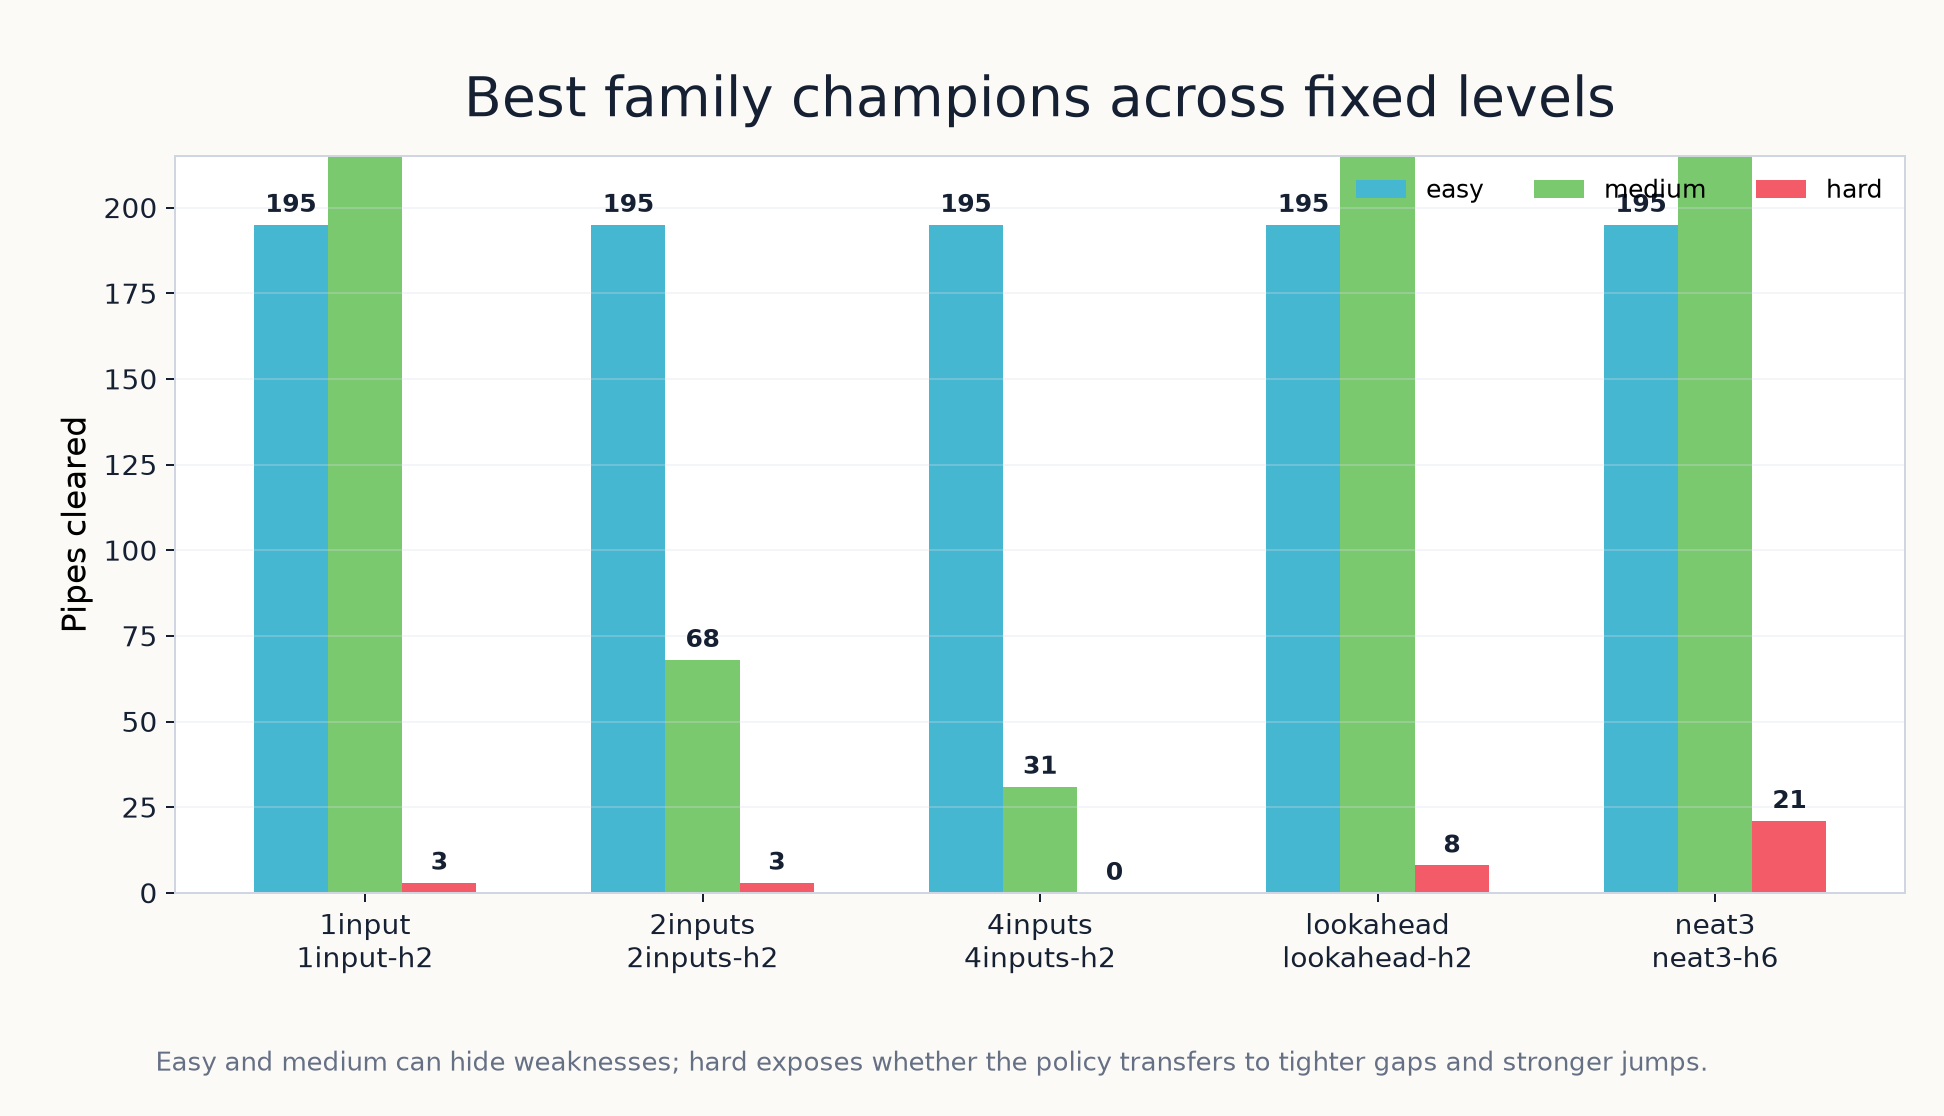 Best family champions across fixed levels
easy medium hard
195 195 195 195 195
68 31
3 3 0 8 21
Pipes cleared
200
175
150
125
100
75
50
25
0
1input 2inputs 4inputs lookahead neat3
1input-h2 2inputs-h2 4inputs-h2 lookahead-h2 neat3-h6
Easy and medium can hide weaknesses; hard exposes whether the policy transfers to tighter gaps and stronger jumps.